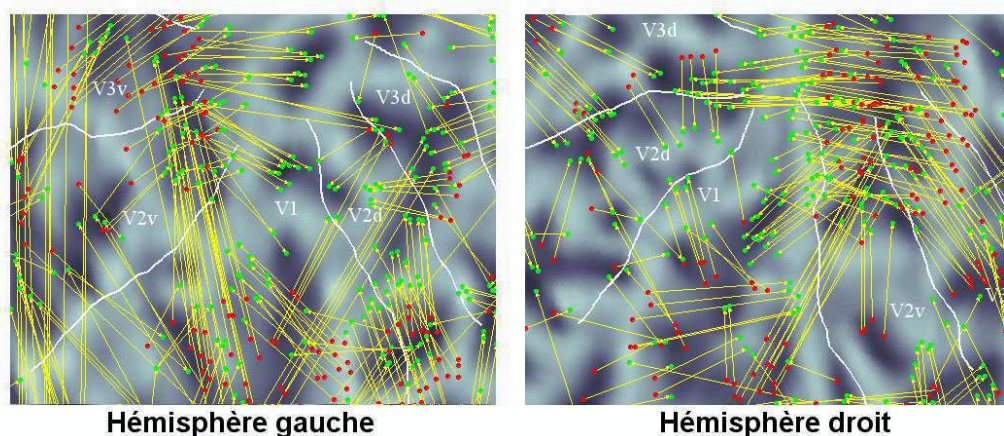 V3v
V3d
V2v
V1
V2d
Hémisphère gauche
V3d
V2d
V1
V2v
Hémisphère droit